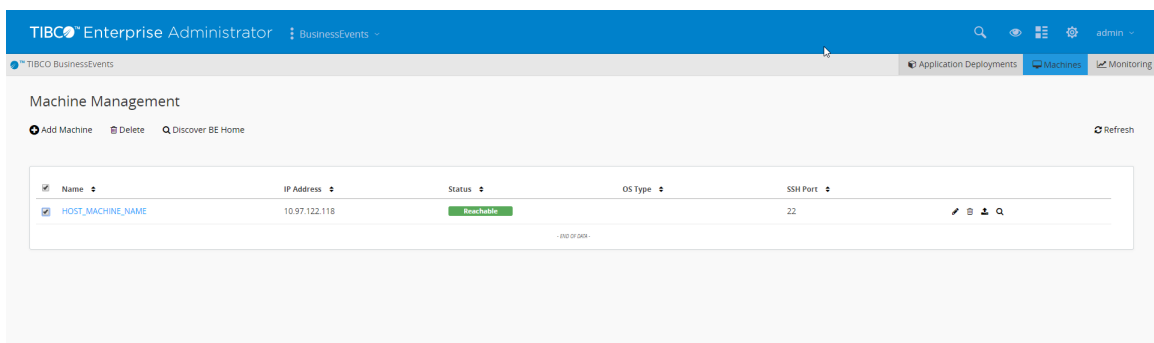 TIBCO™ Enterprise Administrator BusinessEvents admin
™ TIBCO BusinessEvents Application Deployments Machines Monitoring
Machine Management
Add Machine Delete Discover BE Home Refresh
Name IP Address Status OS Type SSH Port
HOST_MACHINE_NAME 10.97.122.118 Reachable 22
- END OF DATA -